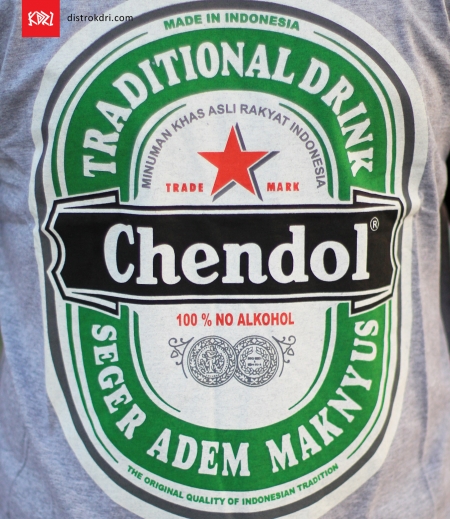 KDRI distrokdri.com
MADE IN INDONESIA
TRADITIONAL DRINK
MINUMAN KHAS ASLI RAKYAT INDONESIA
TRADE MARK
Chendol®
100 % NO ALKOHOL
SEGER ADEM MAKNYUS
THE ORIGINAL QUALITY OF INDONESIAN TRADITION